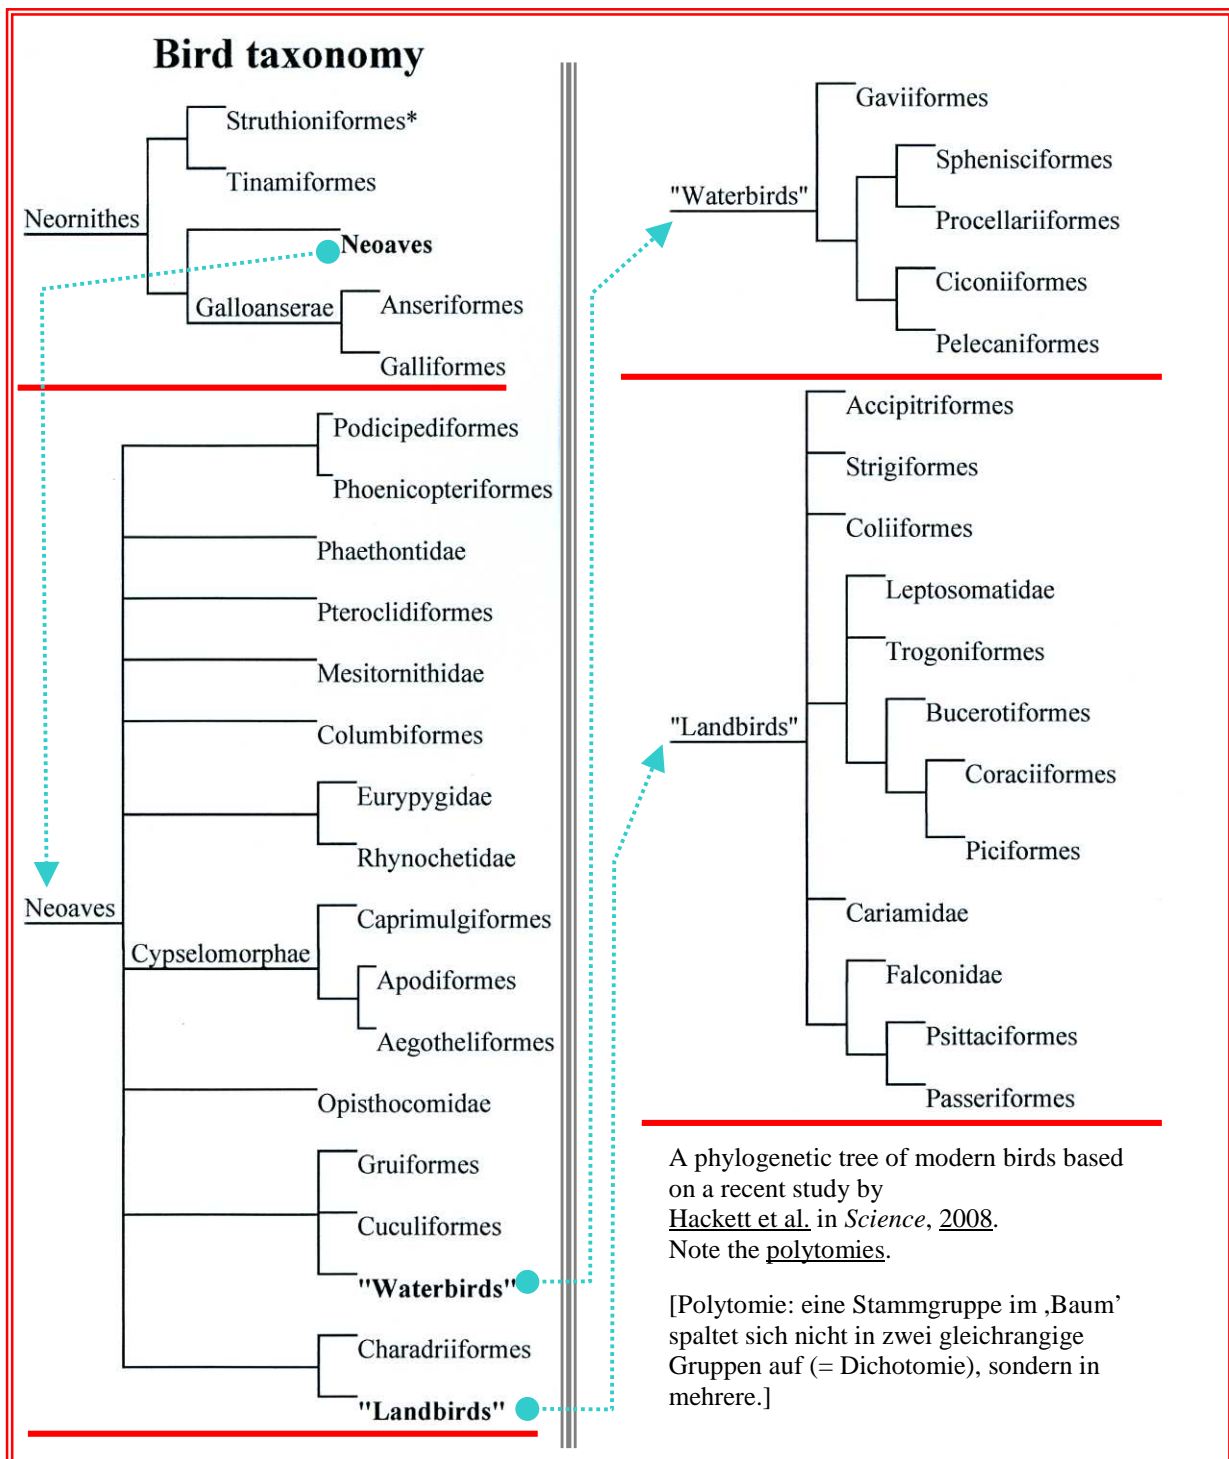 Bird taxonomy
Struthioniformes*
Tinamiformes
Neornithes
Neoaves
Galloanserae
Anseriformes
Galliformes
Podicipediformes
Phoenicopteriformes
Phaethontidae
Pteroclidiformes
Mesitornithidae
Columbiformes
Eurypygidae
Rhynochetidae
Neoaves
Caprimulgiformes
Cypselomorphae
Apodiformes
Aegotheliformes
Opisthocomidae
Gruiformes
Cuculiformes
"Waterbirds"
Charadriiformes
"Landbirds"
Gaviiformes
Sphenisciformes
"Waterbirds"
Procellariiformes
Ciconiiformes
Pelecaniformes
Accipitriformes
Strigiformes
Coliiformes
Leptosomatidae
Trogoniformes
Bucerotiformes
"Landbirds"
Coraciiformes
Piciformes
Cariamidae
Falconidae
Psittaciformes
Passeriformes
A phylogenetic tree of modern birds based
on a recent study by
Hackett et al. in Science, 2008.
Note the polytomies.
[Polytomie: eine Stammgruppe im ‚Baum’
spaltet sich nicht in zwei gleichrangige
Gruppen auf (= Dichotomie), sondern in
mehrere.]